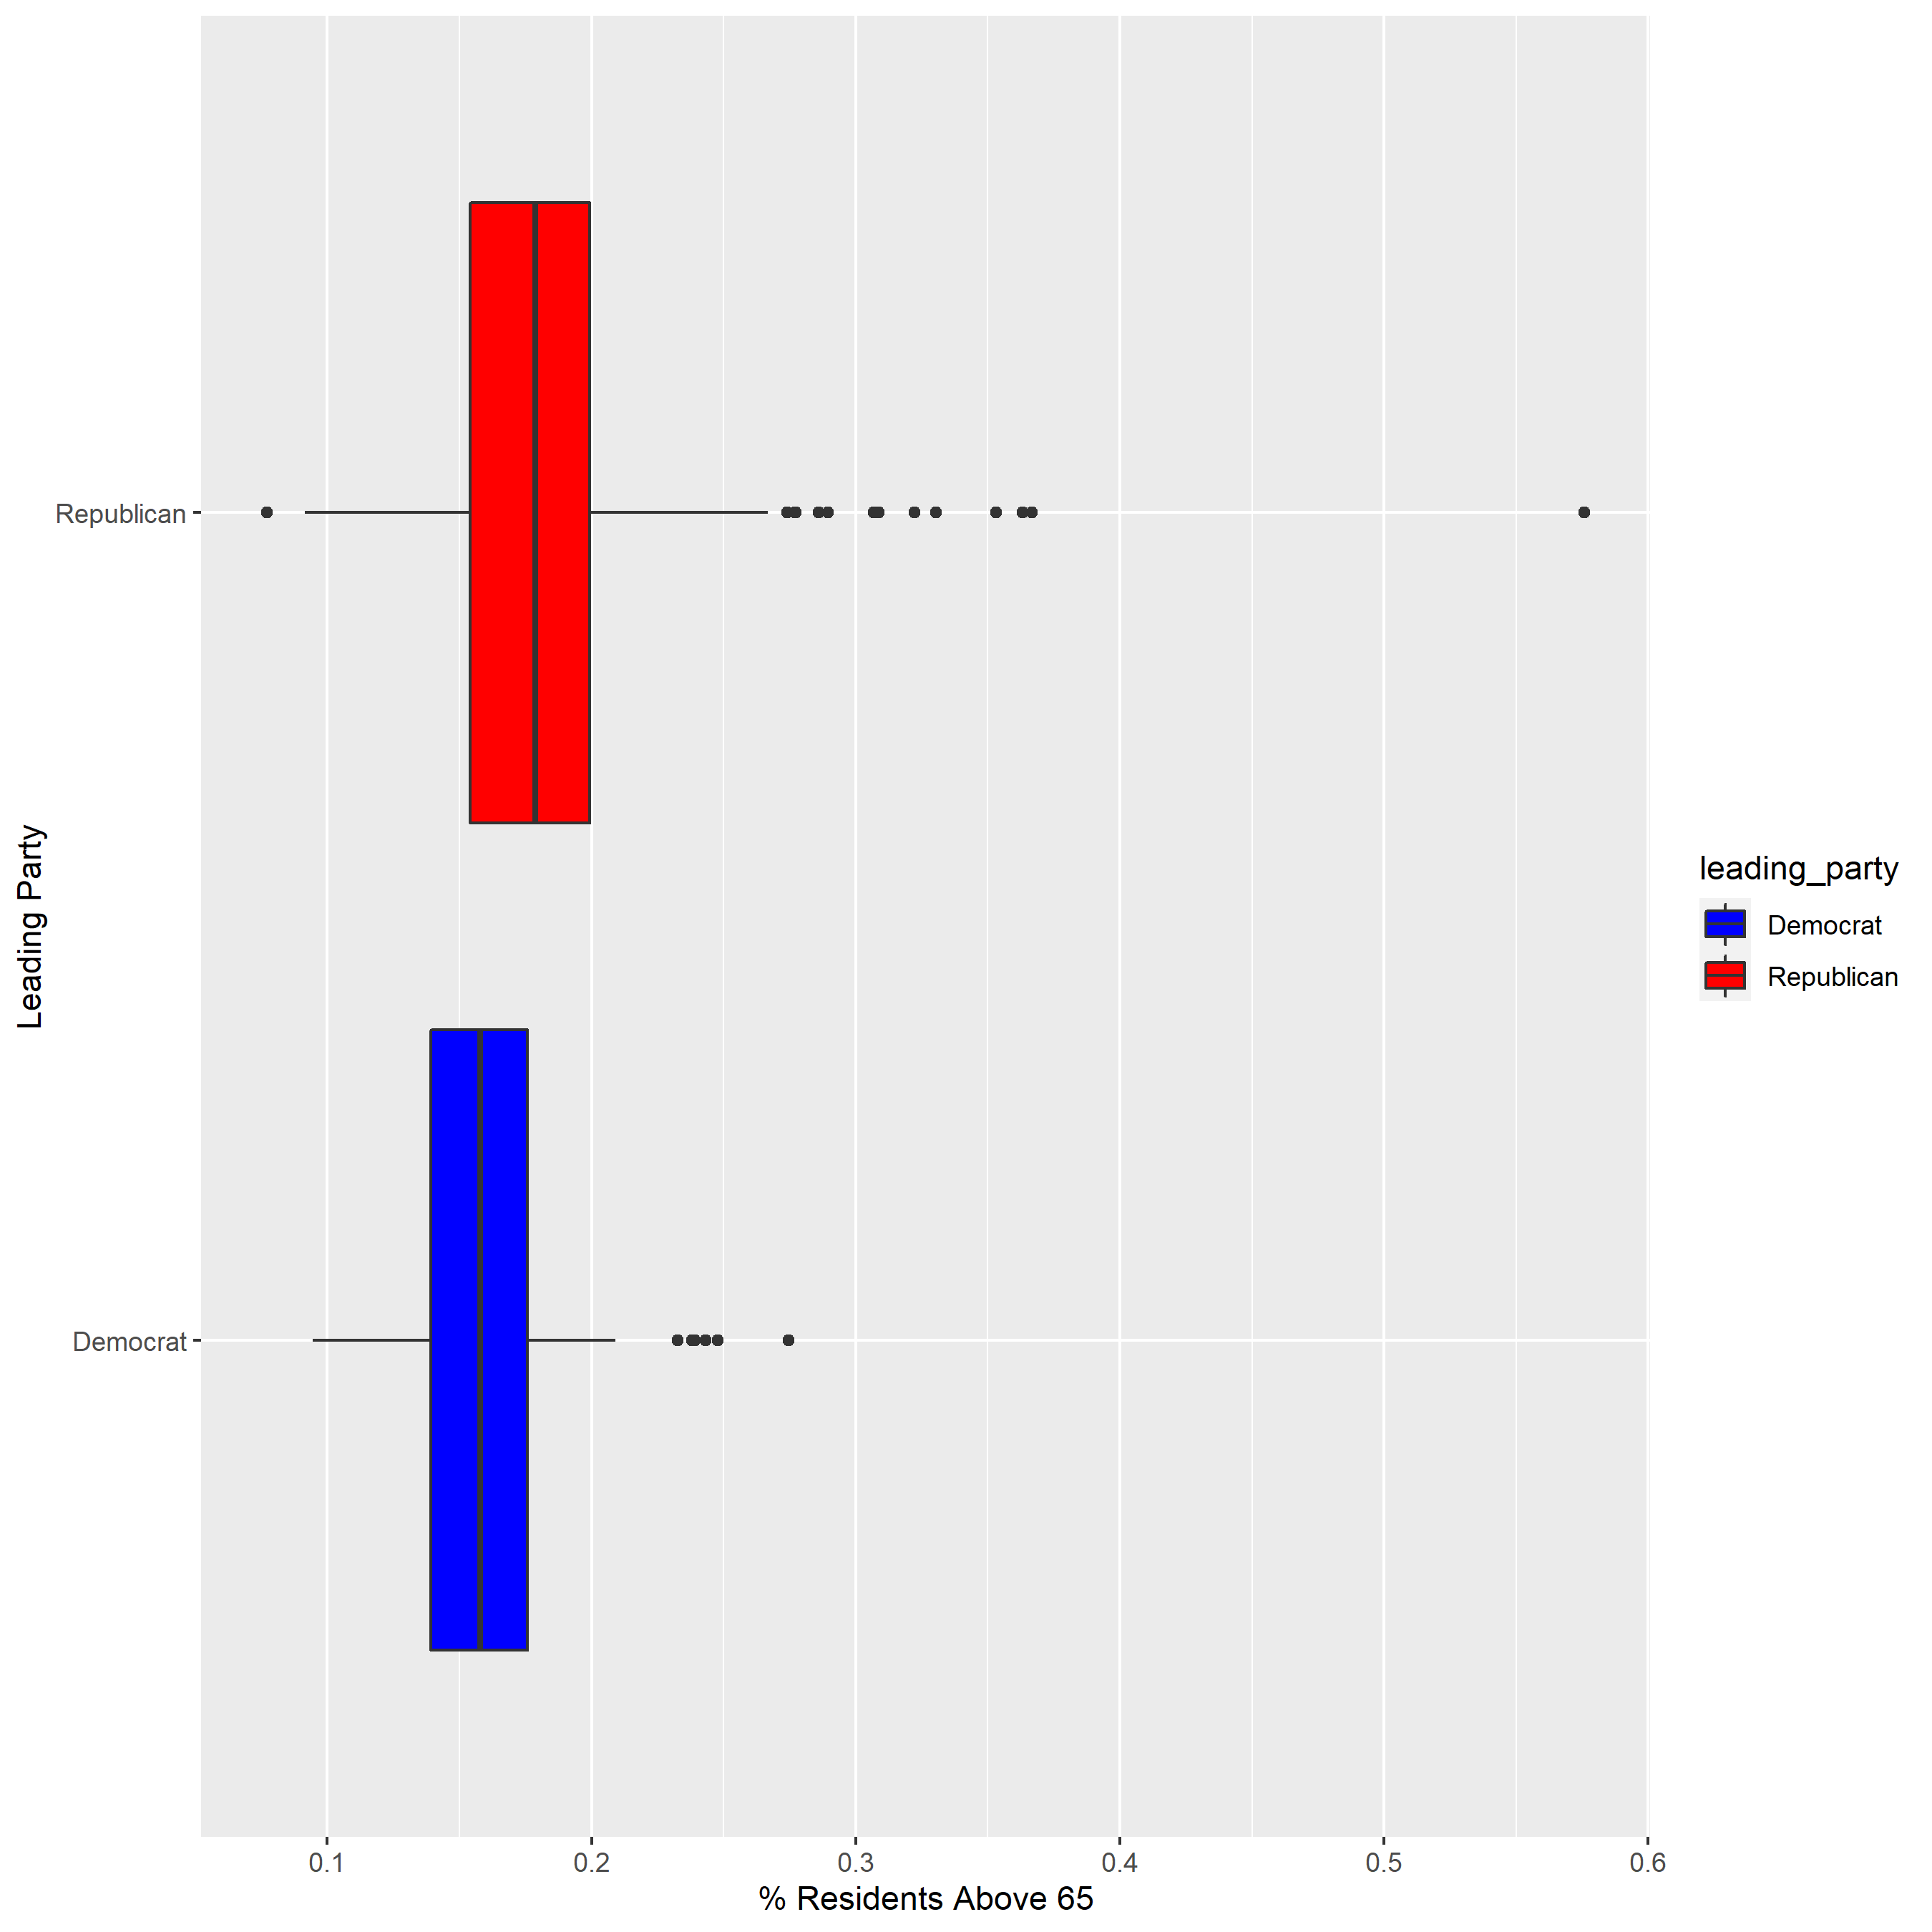 Leading Party
Republican
Democrat
0.1 0.2 0.3 0.4 0.5 0.6
% Residents Above 65
leading_party
Democrat
Republican